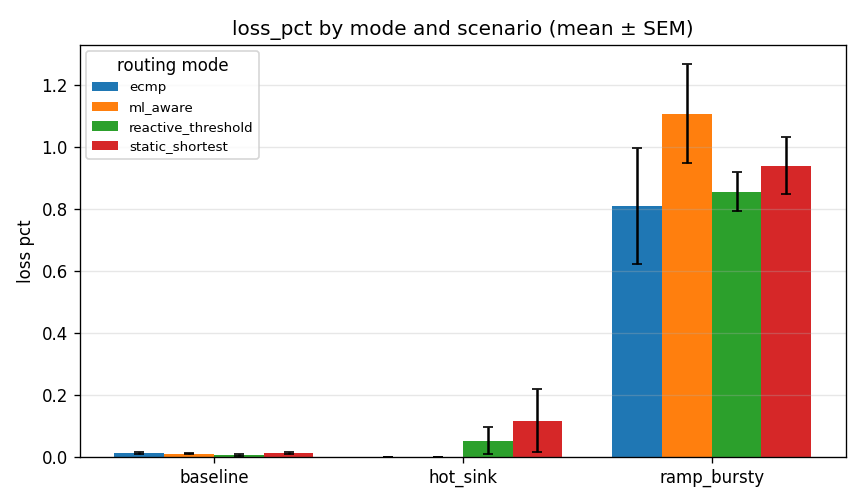 loss_pct by mode and scenario (mean ± SEM)
routing mode
ecmp
ml_aware
reactive_threshold
static_shortest
loss pct
1.2
1.0
0.8
0.6
0.4
0.2
0.0
baseline hot_sink ramp_bursty